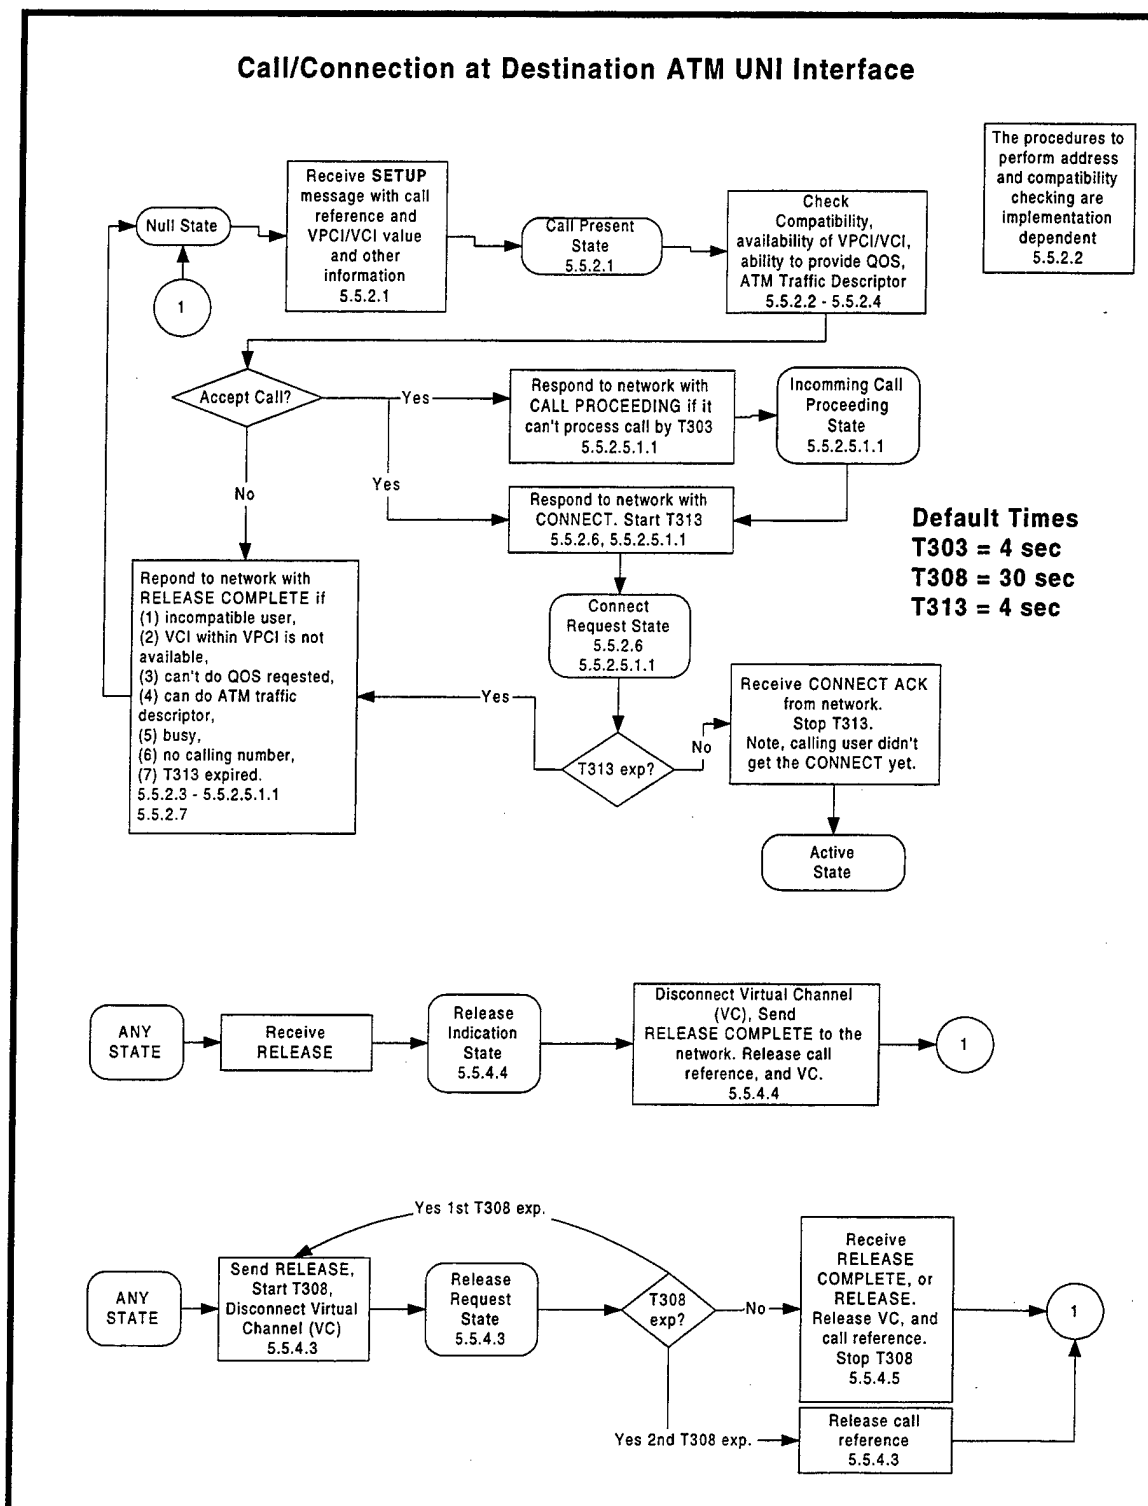 Call/Connection at Destination ATM UNI Interface
The procedures to
perform address
and compatibility
checking are
implementation
dependent
5.5.2.2
Null State
1
Receive SETUP
message with call
reference and
VPCI/VCI value
and other
information
5.5.2.1
Call Present
State
5.5.2.1
Check
Compatibility,
availability of VPCI/VCI,
ability to provide QOS,
ATM Traffic Descriptor
5.5.2.2 - 5.5.2.4
Accept Call?
Yes
Respond to network with
CALL PROCEEDING if it
can't process call by T303
5.5.2.5.1.1
Incomming Call
Proceeding
State
5.5.2.5.1.1
No
Yes
Respond to network with
CONNECT. Start T313
5.5.2.6, 5.5.2.5.1.1
Default Times
T303 = 4 sec
T308 = 30 sec
T313 = 4 sec
Repond to network with
RELEASE COMPLETE if
(1) incompatible user,
(2) VCI within VPCI is not
available,
(3) can't do QOS reqested,
(4) can do ATM traffic
descriptor,
(5) busy,
(6) no calling number,
(7) T313 expired.
5.5.2.3 - 5.5.2.5.1.1
5.5.2.7
Connect
Request State
5.5.2.6
5.5.2.5.1.1
Yes
T313 exp?
No
Receive CONNECT ACK
from network.
Stop T313.
Note, calling user didn't
get the CONNECT yet.
Active
State
ANY
STATE
Receive
RELEASE
Release
Indication
State
5.5.4.4
Disconnect Virtual Channel
(VC), Send
RELEASE COMPLETE to the
network. Release call
reference, and VC.
5.5.4.4
1
Yes 1st T308 exp.
ANY
STATE
Send RELEASE,
Start T308,
Disconnect Virtual
Channel (VC)
5.5.4.3
Release
Request
State
5.5.4.3
T308
exp?
No
Receive
RELEASE
COMPLETE, or
RELEASE.
Release VC, and
call reference.
Stop T308
5.5.4.5
1
Yes 2nd T308 exp.
Release call
reference
5.5.4.3